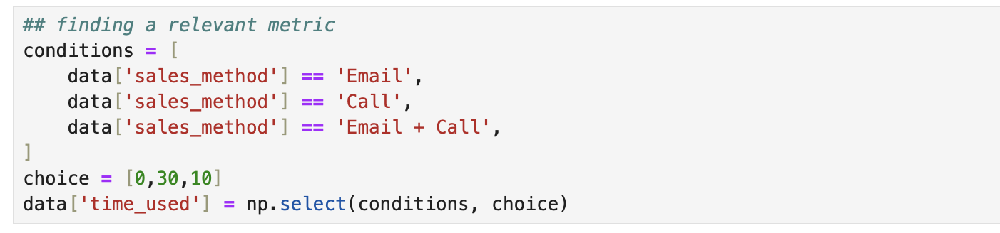 ## finding a relevant metric
conditions = [
    data['sales_method'] == 'Email',
    data['sales_method'] == 'Call',
    data['sales_method'] == 'Email + Call',
]
choice = [0,30,10]
data['time_used'] = np.select(conditions, choice)